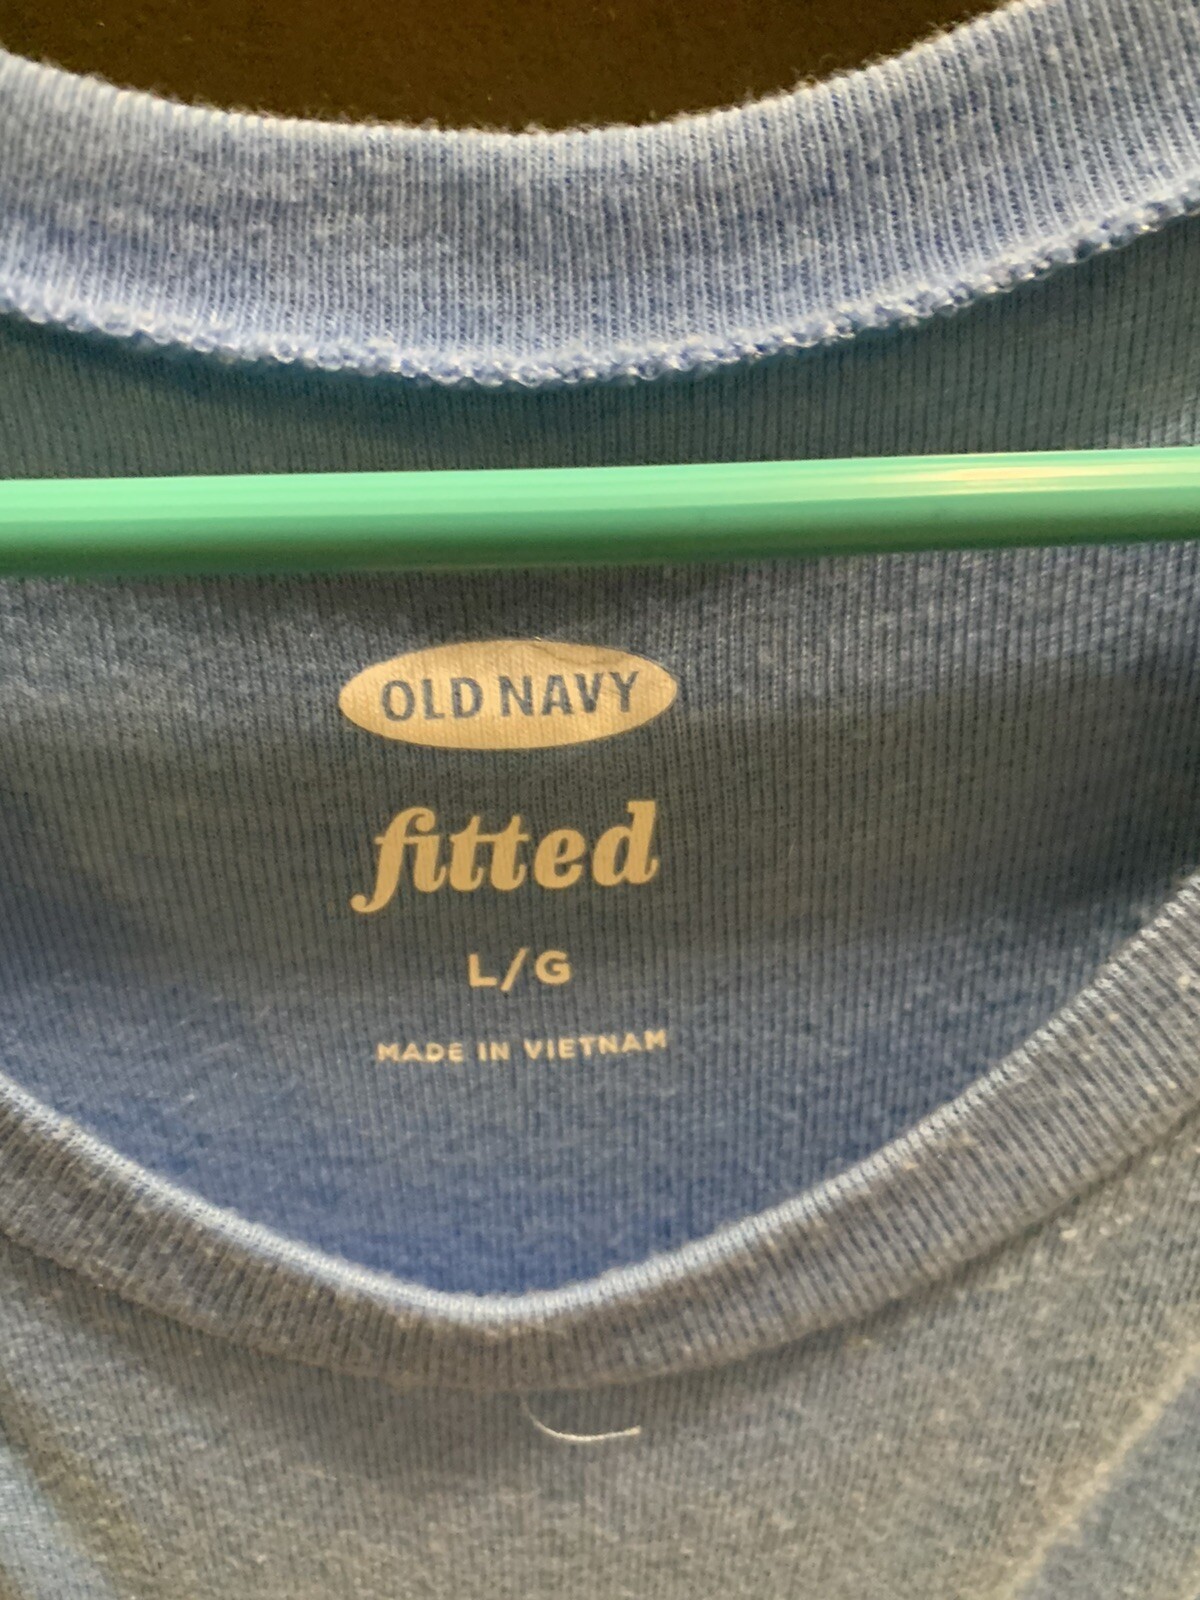 OLD NAVY
fitted
L/G
MADE IN VIETNAM